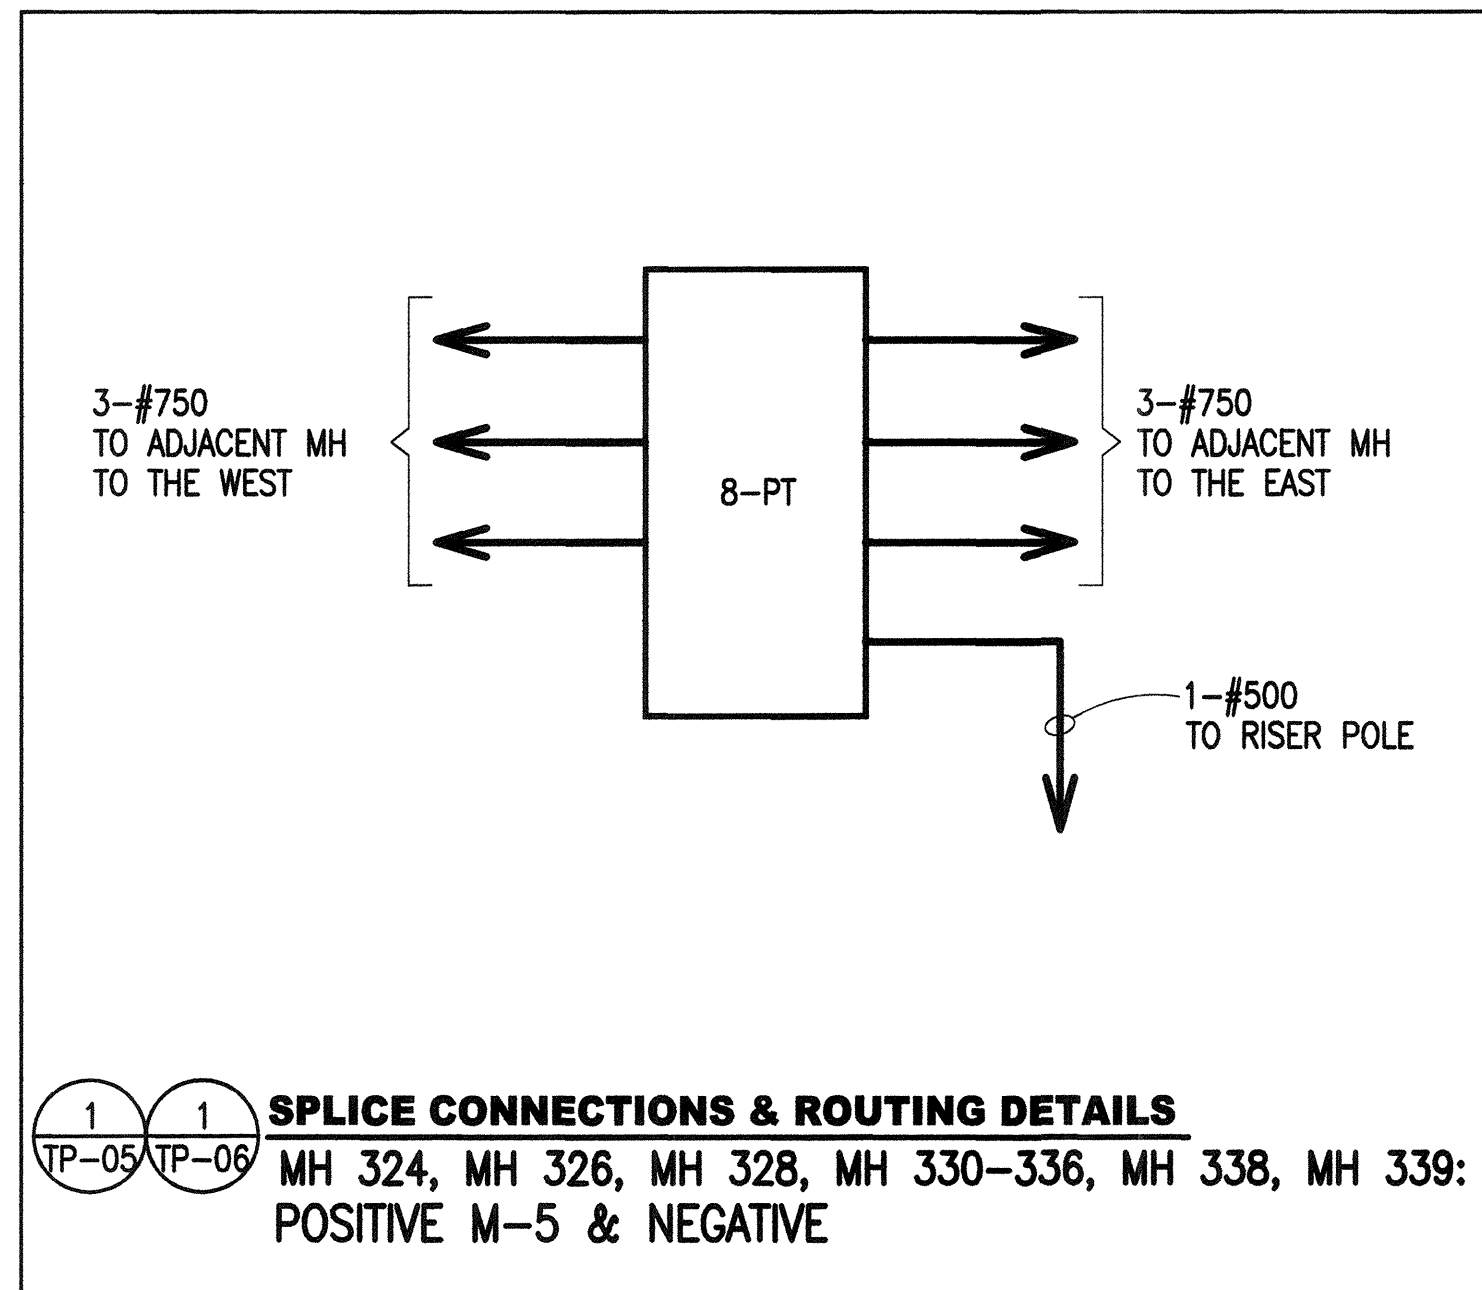 3-#750
TO ADJACENT MH
TO THE WEST
8-PT
3-#750
TO ADJACENT MH
TO THE EAST
1-#500
TO RISER POLE
1
TP-05
1
TP-06
SPLICE CONNECTIONS & ROUTING DETAILS
MH 324, MH 326, MH 328, MH 330-336, MH 338, MH 339:
POSITIVE M-5 & NEGATIVE